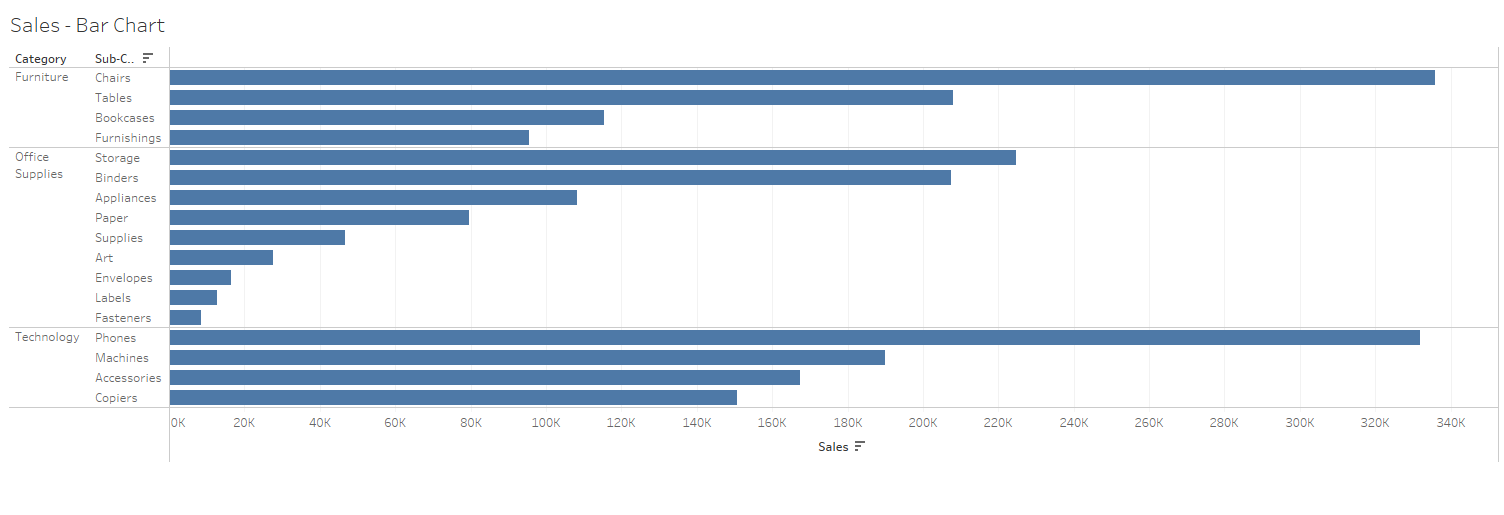 Sales - Bar Chart
Category Sub-C..
Furniture Chairs
Tables
Bookcases
Furnishings
Office Supplies Storage
Binders
Appliances
Paper
Supplies
Art
Envelopes
Labels
Fasteners
Technology Phones
Machines
Accessories
Copiers
0K 20K 40K 60K 80K 100K 120K 140K 160K 180K 200K 220K 240K 260K 280K 300K 320K 340K
Sales